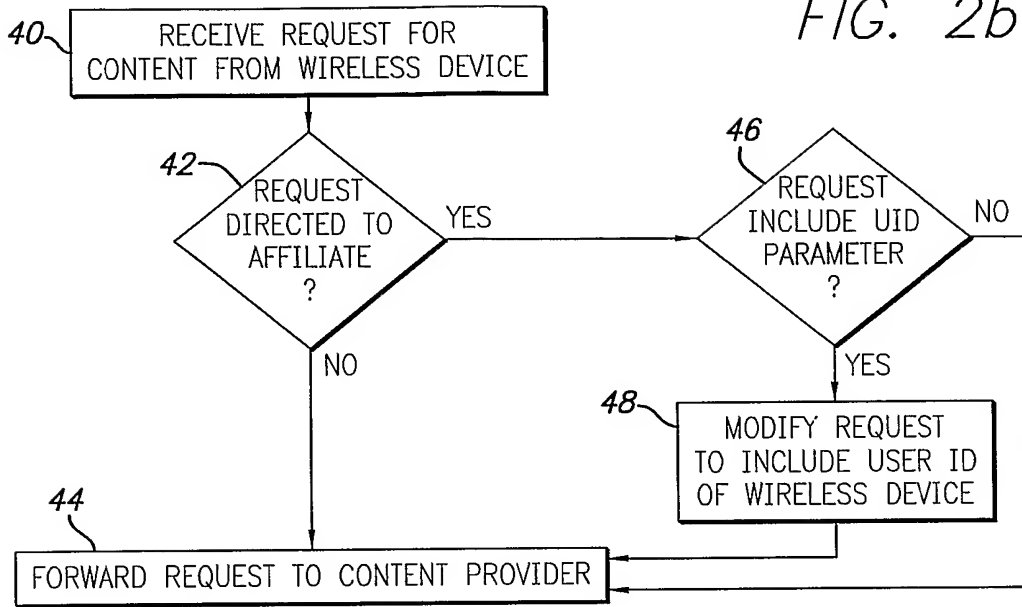 FIG. 2b
40
RECEIVE REQUEST FOR
CONTENT FROM WIRELESS DEVICE
42
REQUEST
DIRECTED TO
AFFILIATE
?
YES
NO
46
REQUEST
INCLUDE UID
PARAMETER
?
NO
YES
48
MODIFY REQUEST
TO INCLUDE USER ID
OF WIRELESS DEVICE
44
FORWARD REQUEST TO CONTENT PROVIDER